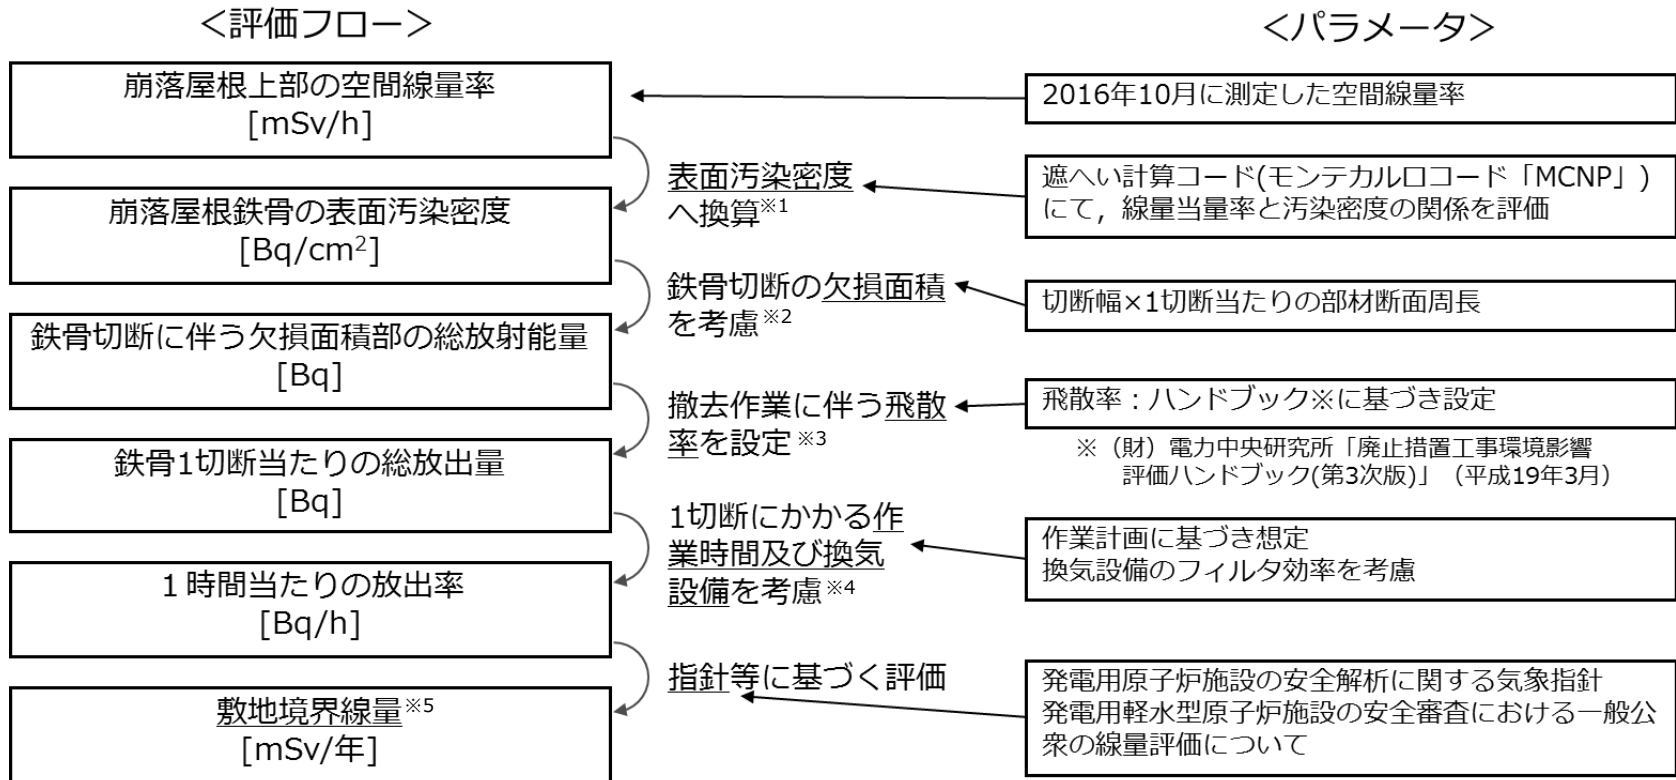 ＜評価フロー＞
＜パラメータ＞
崩落屋根上部の空間線量率
[mSv/h]
2016年10月に測定した空間線量率
表面汚染密度
へ換算※1
遮へい計算コード(モンテカルロコード「MCNP」)
にて，線量当量率と汚染密度の関係を評価
崩落屋根鉄骨の表面汚染密度
[Bq/cm²]
鉄骨切断の欠損面積
を考慮※2
切断幅×1切断当たりの部材断面周長
鉄骨切断に伴う欠損面積部の総放射能量
[Bq]
撤去作業に伴う飛散
率を設定※3
飛散率：ハンドブック※に基づき設定
※（財）電力中央研究所「廃止措置工事環境影響
評価ハンドブック(第3次版)」（平成19年3月）
鉄骨1切断当たりの総放出量
[Bq]
1切断にかかる作
業時間及び換気
設備を考慮※4
作業計画に基づき想定
換気設備のフィルタ効率を考慮
１時間当たりの放出率
[Bq/h]
指針等に基づく評価
発電用原子炉施設の安全解析に関する気象指針
発電用軽水型原子炉施設の安全審査における一般公
衆の線量評価について
敷地境界線量※5
[mSv/年]